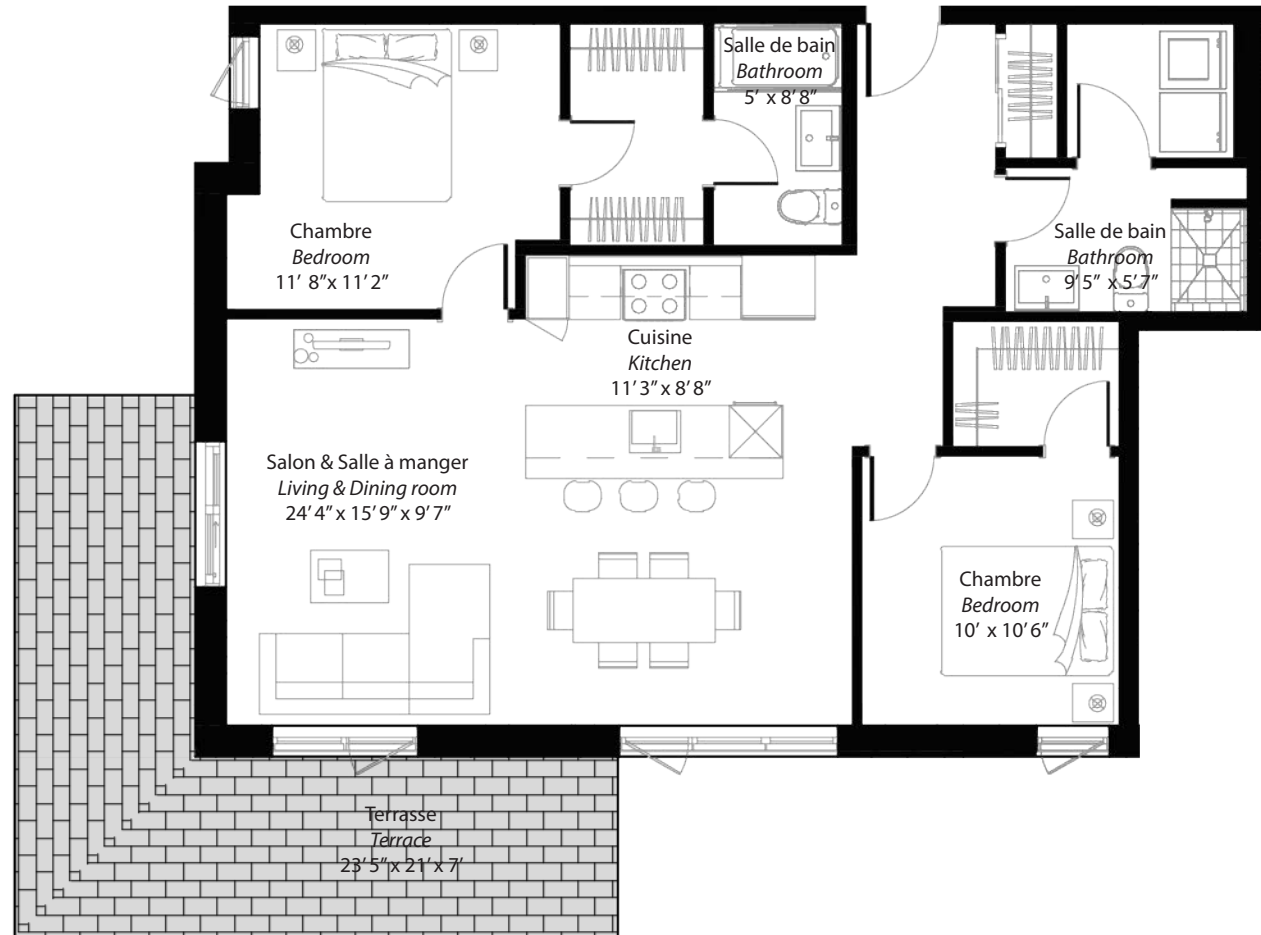 Salle de bain
Bathroom
5' x 8'8"
Chambre
Bedroom
11' 8"x 11'2"
Salle de bain
Bathroom
9'5" x 5'7"
Cuisine
Kitchen
11'3" x 8'8"
Salon & Salle à manger
Living & Dining room
24'4" x 15'9" x 9'7"
Chambre
Bedroom
10' x 10'6"
Terrasse
Terrace
23'5" x 21' x 7'